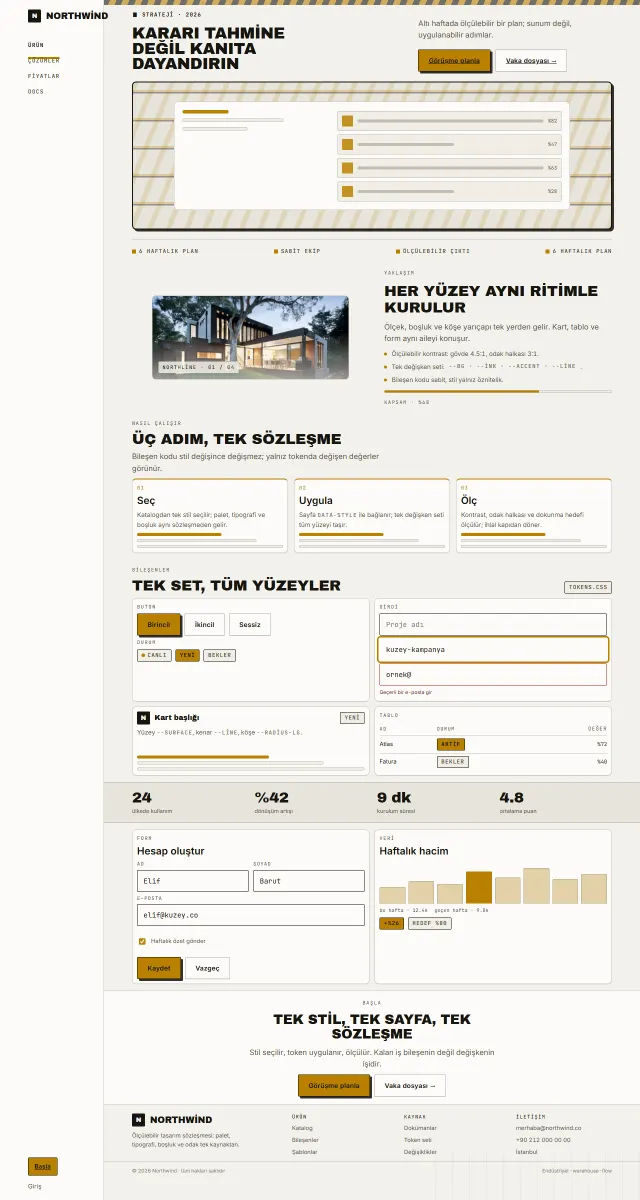 N NORTHWIND
ÜRÜN
ÇÖZÜMLER
FİYATLAR
DOCS
Başla
Giriş
STRATEJİ · 2026
KARARI TAHMİNE
DEĞİL KANITA
DAYANDIRIN
Altı haftada ölçülebilir bir plan; sunum değil,
uygulanabilir adımlar.
Görüşme planla
Vaka dosyası →
%82
%47
%63
%28
6 HAFTALIK PLAN
SABİT EKİP
ÖLÇÜLEBİLİR ÇIKTI
6 HAFTALIK PLAN
NORTHLİNE · 01 / 04
YAKLAŞIM
HER YÜZEY AYNI RİTİMLE
KURULUR
Ölçek, boşluk ve köşe yarıçapı tek yerden gelir. Kart, tablo ve
form aynı aileyi konuşur.
Ölçülebilir kontrast: gövde 4.5:1, odak halkası 3:1.
Tek değişken seti: --BG · --İNK · --ACCENT · --LİNE .
Bileşen kodu sabit, stil yalnız öznitelik.
KAPSAM · %68
NASIL ÇALIŞIR
ÜÇ ADIM, TEK SÖZLEŞME
Bileşen kodu stil değişince değişmez; yalnız tokenda değişen değerler
görünür.
01
Seç
Katalogdan tek stil seçilir; palet, tipografi ve
boşluk aynı sözleşmeden gelir.
02
Uygula
Sayfa DATA-STYLE ile bağlanır; tek değişken seti
tüm yüzeyi taşır.
03
Ölç
Kontrast, odak halkası ve dokunma hedefi
ölçülür; ihlal kapıdan döner.
BİLEŞENLER
TEK SET, TÜM YÜZEYLER
TOKENS.CSS
BUTON
Birincil
İkincil
Sessiz
DURUM
CANLI
YENİ
BEKLER
GİRDİ
Proje adı
kuzey-kampanya
ornek@
Geçerli bir e-posta gir
N Kart başlığı
YENİ
Yüzey --SURFACE, kenar --LİNE, köşe --RADİUS-LG.
TABLO
AD DURUM DEĞER
Atlas AKTİF %72
Fatura BEKLER %40
24
ülkede kullanım
%42
dönüşüm artışı
9 dk
kurulum süresi
4.8
ortalama puan
FORM
Hesap oluştur
AD
Elif
SOYAD
Barut
E-POSTA
elif@kuzey.co
Haftalık özet gönder
Kaydet
Vazgeç
VERİ
Haftalık hacim
bu hafta · 12.4k geçen hafta · 9.8k
+%26
HEDEF %80
BAŞLA
TEK STİL, TEK SAYFA, TEK
SÖZLEŞME
Stil seçilir, token uygulanır, ölçülür. Kalan iş bileşenin değil değişkenin
işidir.
Görüşme planla
Vaka dosyası →
N NORTHWIND
Ölçülebilir tasarım sözleşmesi: palet,
tipografi, boşluk ve odak tek kaynaktan.
ÜRÜN
Katalog
Bileşenler
Şablonlar
KAYNAK
Dokümanlar
Token seti
Değişiklikler
İLETİŞİM
merhaba@northwind.co
+90 212 000 00 00
İstanbul
© 2026 Northwind · tüm hakları saklıdır
Endüstriyel · warehouse · flow